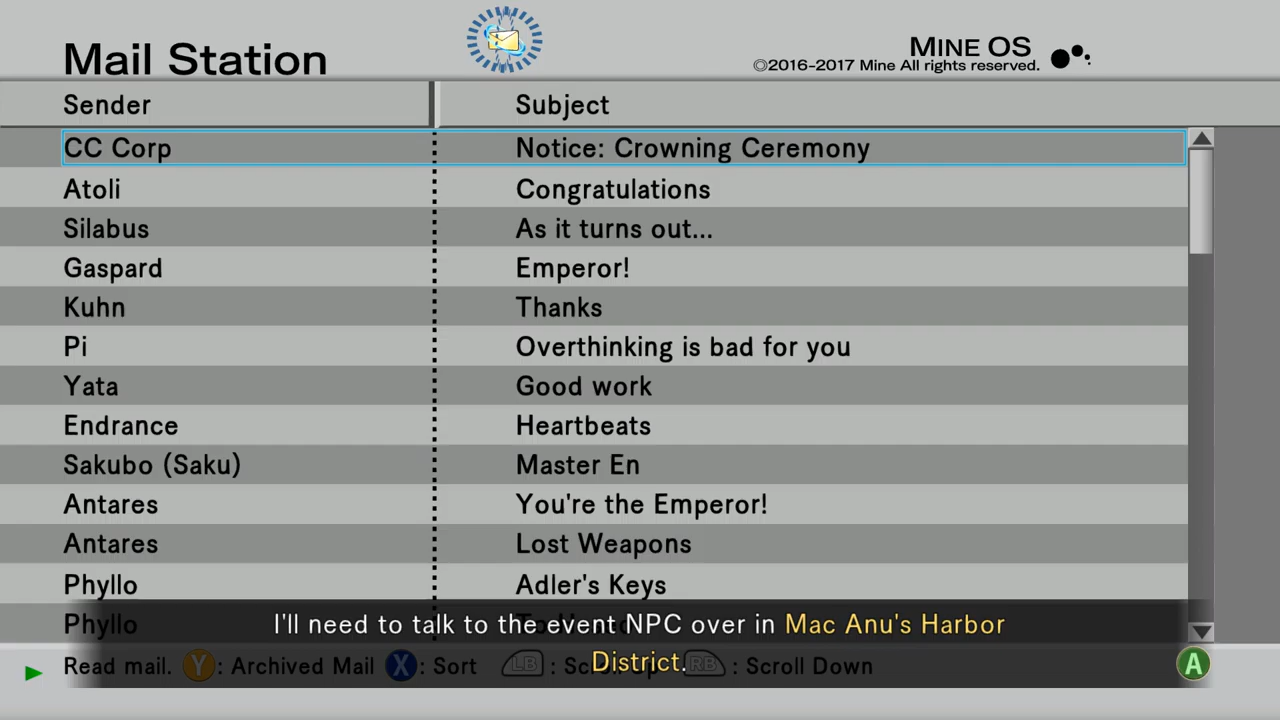 Mail Station
MINE OS
©2016-2017 Mine All rights reserved.
Sender Subject
CC Corp Notice: Crowning Ceremony
Atoli Congratulations
Silabus As it turns out...
Gaspard Emperor!
Kuhn Thanks
Pi Overthinking is bad for you
Yata Good work
Endrance Heartbeats
Sakubo (Saku) Master En
Antares You're the Emperor!
Antares Lost Weapons
Phyllo Adler's Keys
Phyllo
I'll need to talk to the event NPC over in Mac Anu's Harbor
District.
Read mail. Y: Archived Mail X: Sort LB: Scroll Up RB: Scroll Down
A